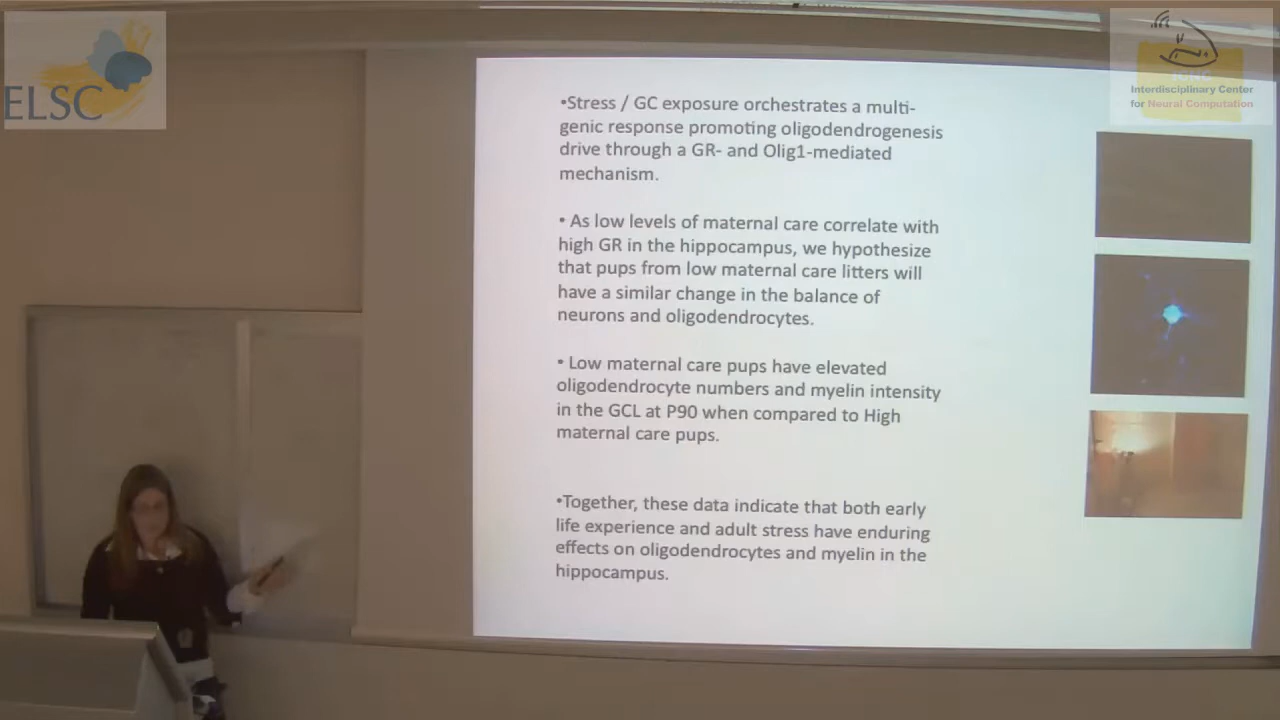 ELSC
ICNC
Interdisciplinary Center
for Neural Computation
•Stress / GC exposure orchestrates a multi-
genic response promoting oligodendrogenesis
drive through a GR- and Olig1-mediated
mechanism.
• As low levels of maternal care correlate with
high GR in the hippocampus, we hypothesize
that pups from low maternal care litters will
have a similar change in the balance of
neurons and oligodendrocytes.
• Low maternal care pups have elevated
oligodendrocyte numbers and myelin intensity
in the GCL at P90 when compared to High
maternal care pups.
•Together, these data indicate that both early
life experience and adult stress have enduring
effects on oligodendrocytes and myelin in the
hippocampus.